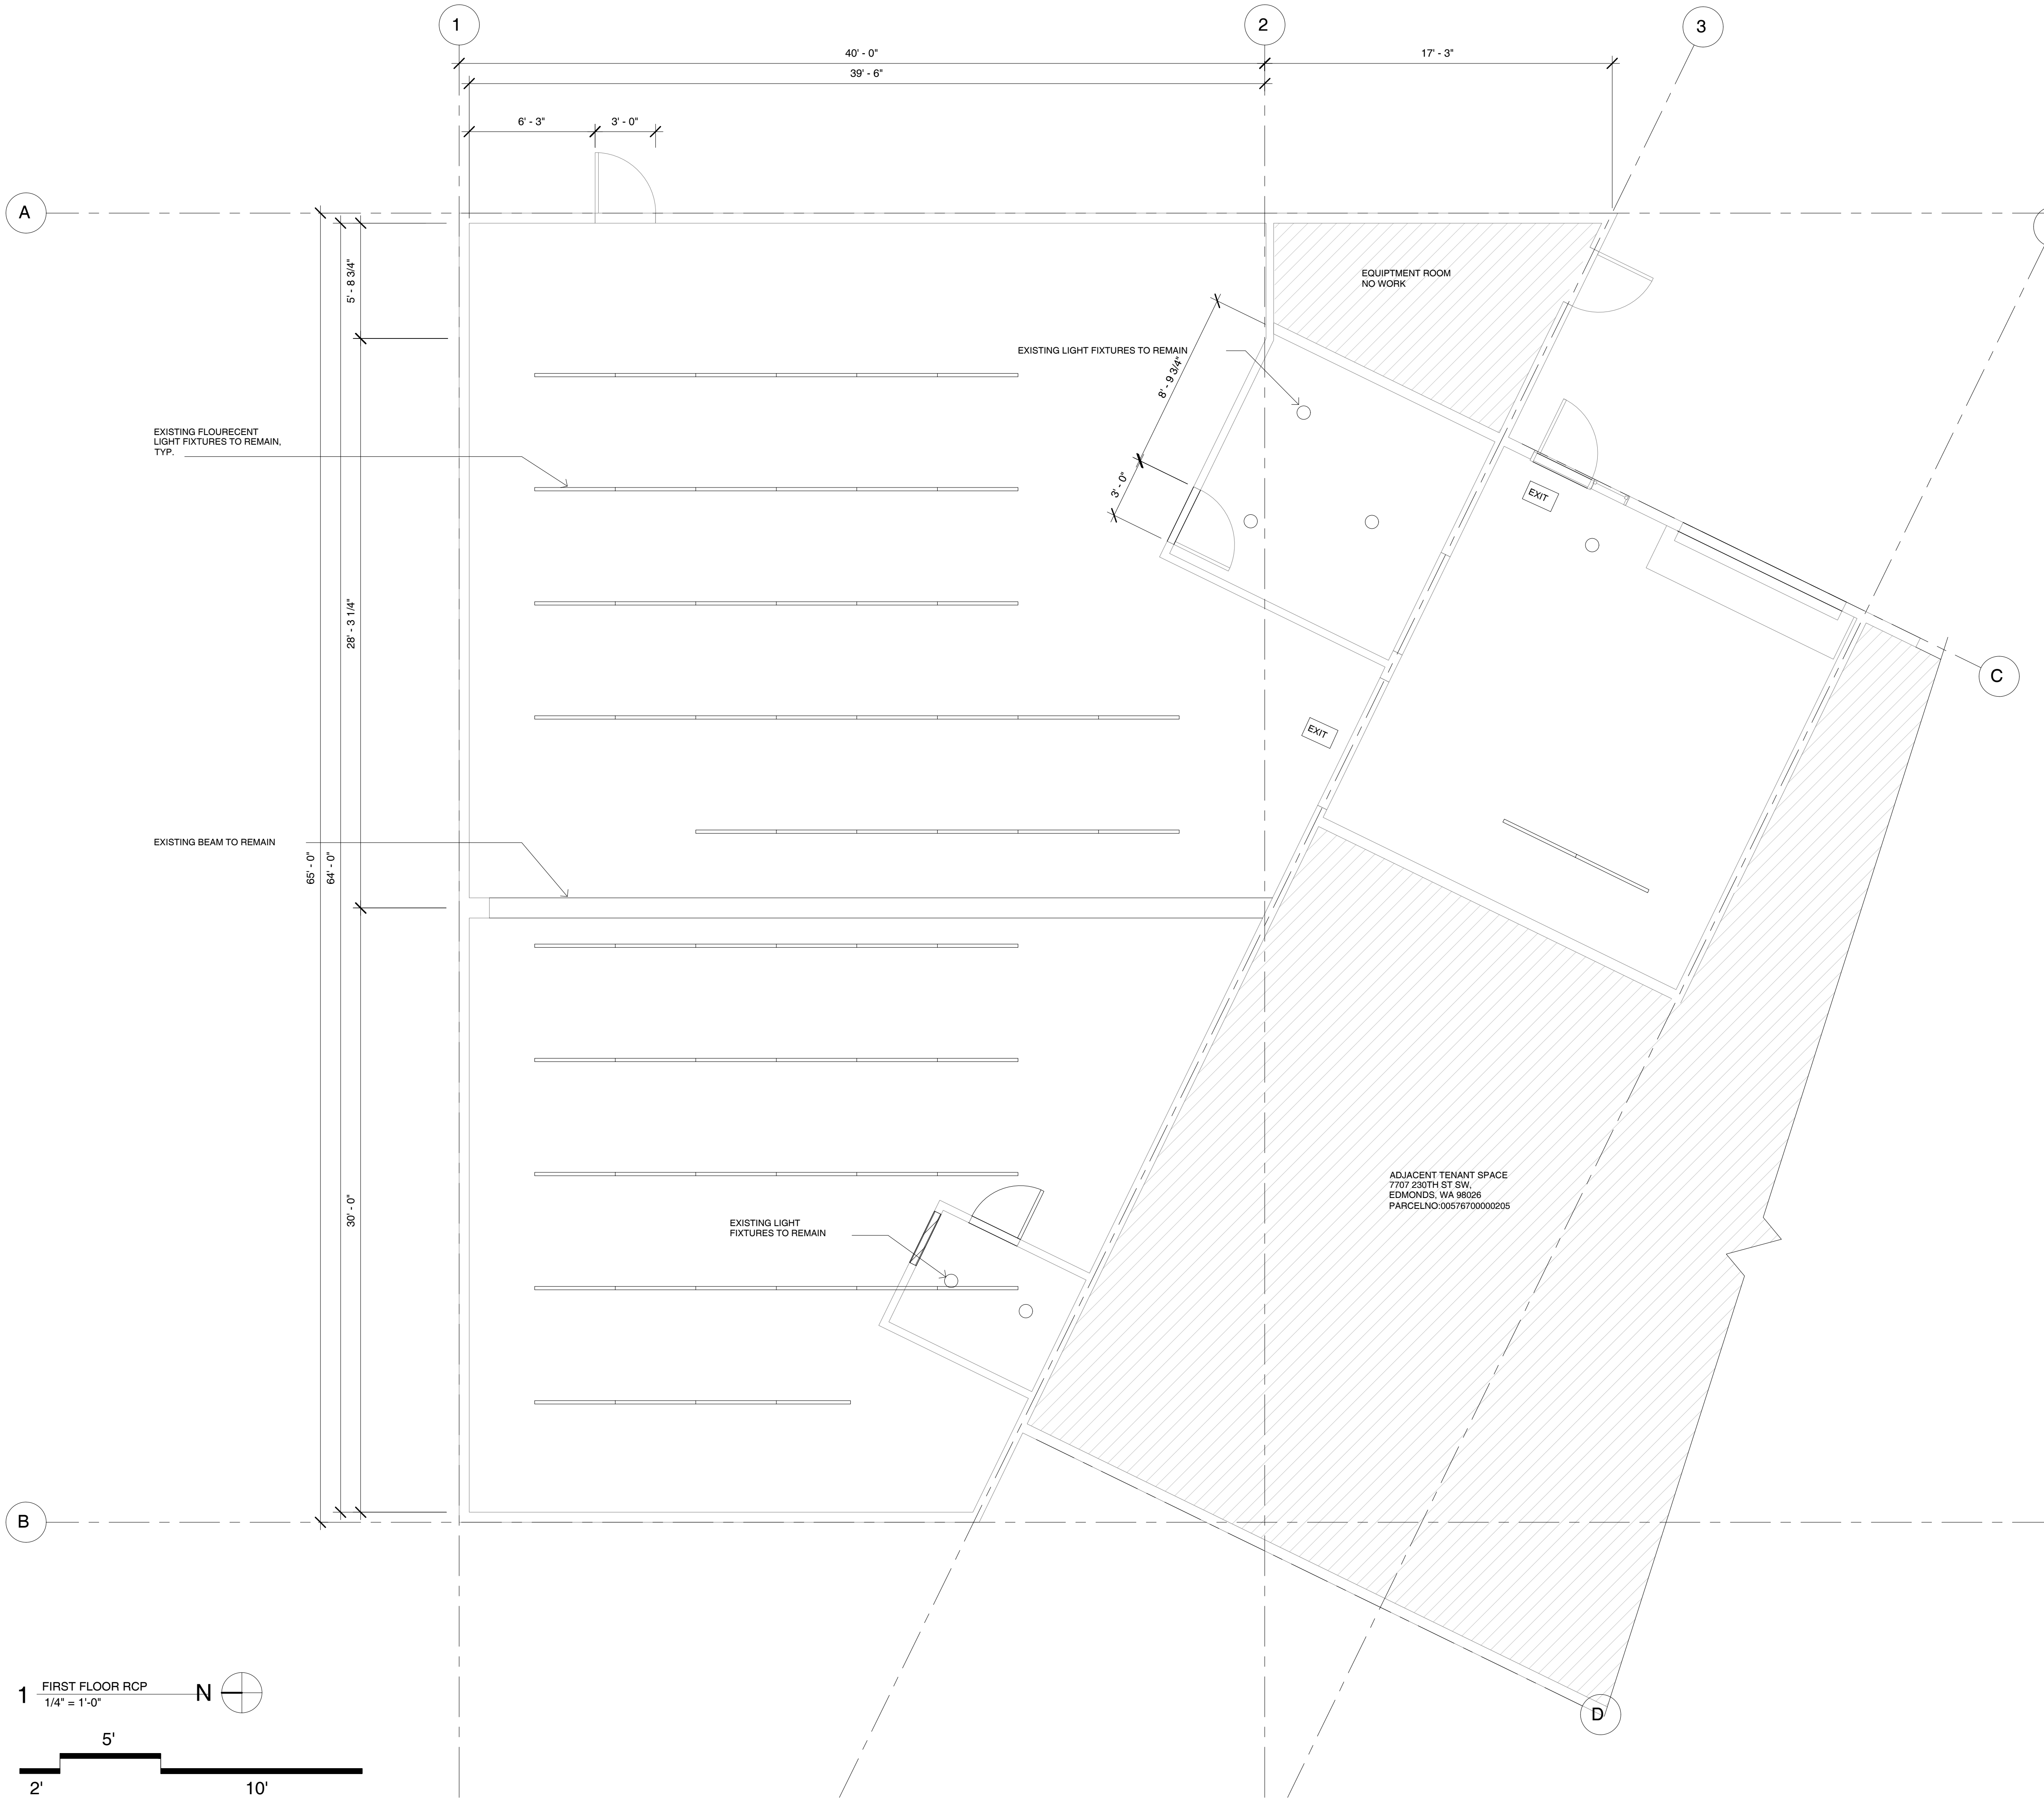 1
2
3
40' - 0"
17' - 3"
39' - 6"
6' - 3"
3' - 0"
A
5' - 8 3/4"
EQUIPTMENT ROOM
NO WORK
EXISTING LIGHT FIXTURES TO REMAIN
8' - 9 3/4"
EXISTING FLOURECENT
LIGHT FIXTURES TO REMAIN,
TYP.
3' - 0"
EXIT
28' - 3 1/4"
C
EXIT
EXISTING BEAM TO REMAIN
65' - 0"
64' - 0"
30' - 0"
ADJACENT TENANT SPACE
7707 230TH ST SW,
EDMONDS, WA 98026
PARCELNO:00576700000205
EXISTING LIGHT
FIXTURES TO REMAIN
B
1
FIRST FLOOR RCP
1/4" = 1'-0"
N
D
5'
2'
10'